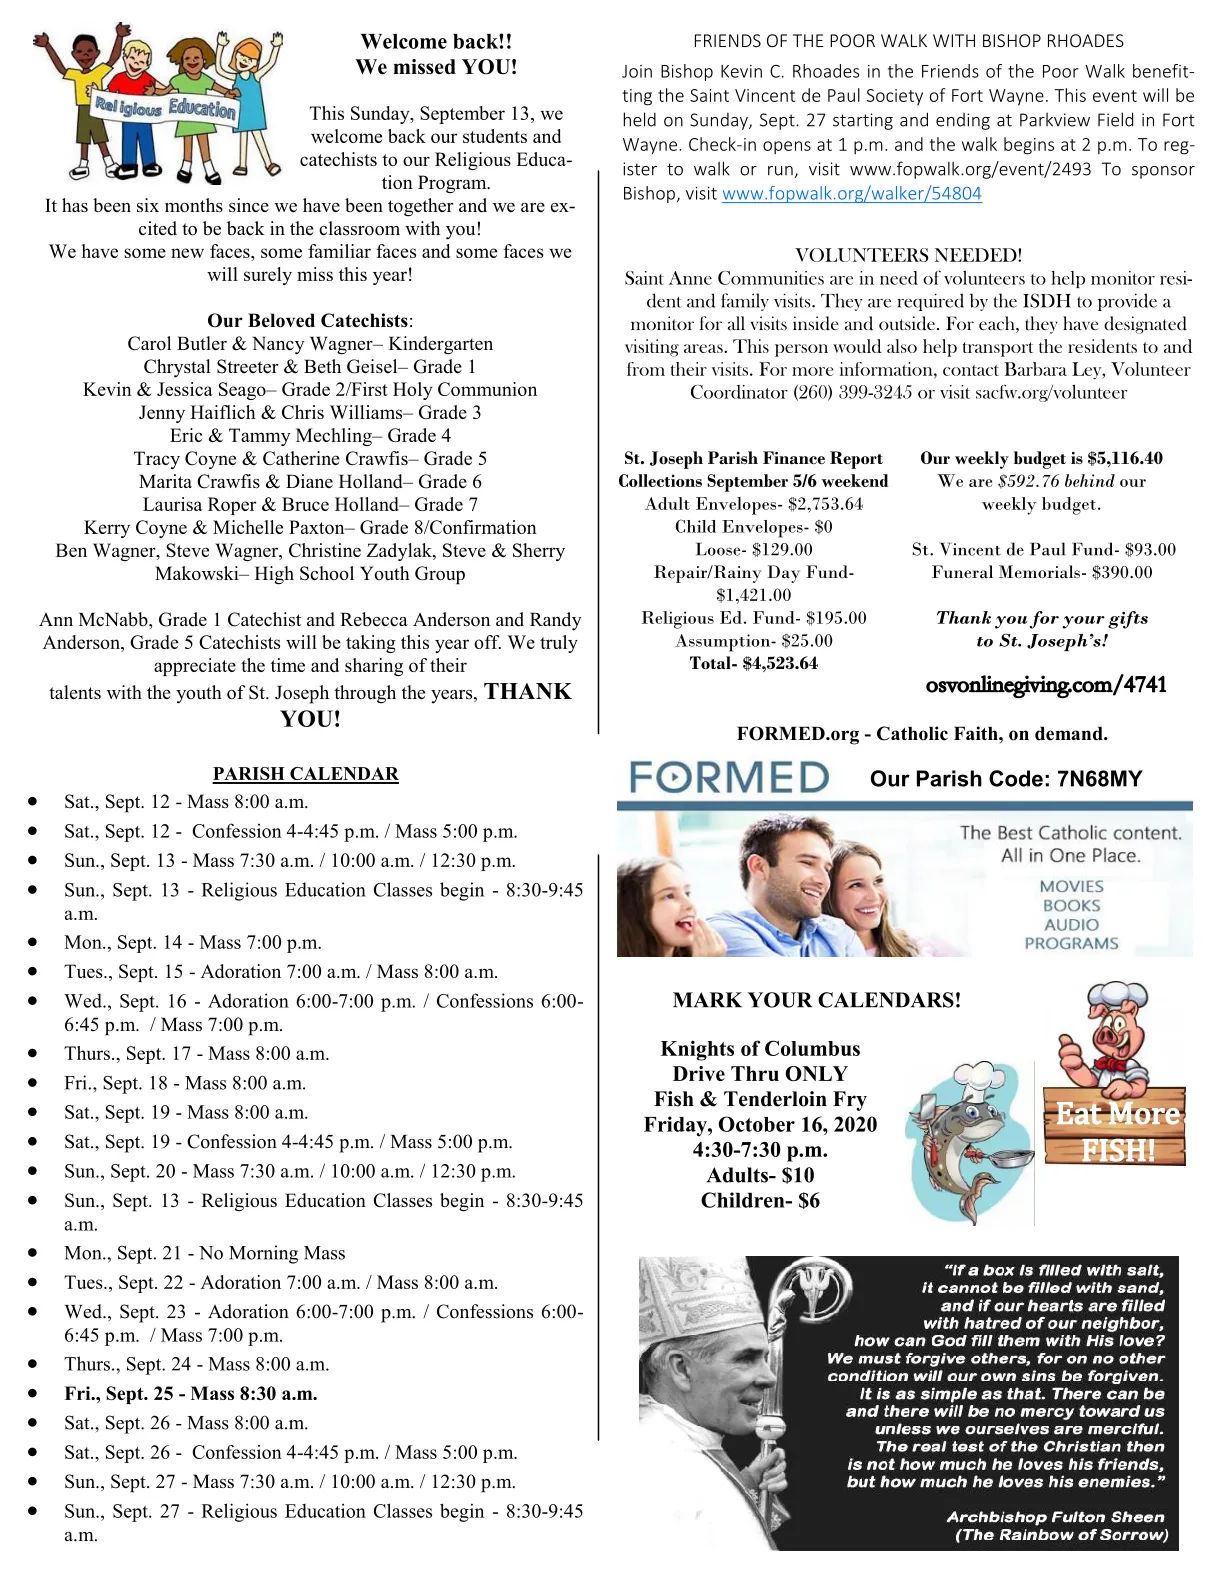 Religious Education
Welcome back!!
We missed YOU!
This Sunday, September 13, we
welcome back our students and
catechists to our Religious Educa-
tion Program.
It has been six months since we have been together and we are ex-
cited to be back in the classroom with you!
We have some new faces, some familiar faces and some faces we
will surely miss this year!
Our Beloved Catechists:
Carol Butler & Nancy Wagner– Kindergarten
Chrystal Streeter & Beth Geisel– Grade 1
Kevin & Jessica Seago– Grade 2/First Holy Communion
Jenny Haiflich & Chris Williams– Grade 3
Eric & Tammy Mechling– Grade 4
Tracy Coyne & Catherine Crawfis– Grade 5
Marita Crawfis & Diane Holland– Grade 6
Laurisa Roper & Bruce Holland– Grade 7
Kerry Coyne & Michelle Paxton– Grade 8/Confirmation
Ben Wagner, Steve Wagner, Christine Zadylak, Steve & Sherry
Makowski– High School Youth Group
Ann McNabb, Grade 1 Catechist and Rebecca Anderson and Randy
Anderson, Grade 5 Catechists will be taking this year off. We truly
appreciate the time and sharing of their
talents with the youth of St. Joseph through the years, THANK
YOU!
PARISH CALENDAR
● Sat., Sept. 12 - Mass 8:00 a.m.
● Sat., Sept. 12 - Confession 4-4:45 p.m. / Mass 5:00 p.m.
● Sun., Sept. 13 - Mass 7:30 a.m. / 10:00 a.m. / 12:30 p.m.
● Sun., Sept. 13 - Religious Education Classes begin - 8:30-9:45
a.m.
● Mon., Sept. 14 - Mass 7:00 p.m.
● Tues., Sept. 15 - Adoration 7:00 a.m. / Mass 8:00 a.m.
● Wed., Sept. 16 - Adoration 6:00-7:00 p.m. / Confessions 6:00-
6:45 p.m. / Mass 7:00 p.m.
● Thurs., Sept. 17 - Mass 8:00 a.m.
● Fri., Sept. 18 - Mass 8:00 a.m.
● Sat., Sept. 19 - Mass 8:00 a.m.
● Sat., Sept. 19 - Confession 4-4:45 p.m. / Mass 5:00 p.m.
● Sun., Sept. 20 - Mass 7:30 a.m. / 10:00 a.m. / 12:30 p.m.
● Sun., Sept. 13 - Religious Education Classes begin - 8:30-9:45
a.m.
● Mon., Sept. 21 - No Morning Mass
● Tues., Sept. 22 - Adoration 7:00 a.m. / Mass 8:00 a.m.
● Wed., Sept. 23 - Adoration 6:00-7:00 p.m. / Confessions 6:00-
6:45 p.m. / Mass 7:00 p.m.
● Thurs., Sept. 24 - Mass 8:00 a.m.
● Fri., Sept. 25 - Mass 8:30 a.m.
● Sat., Sept. 26 - Mass 8:00 a.m.
● Sat., Sept. 26 - Confession 4-4:45 p.m. / Mass 5:00 p.m.
● Sun., Sept. 27 - Mass 7:30 a.m. / 10:00 a.m. / 12:30 p.m.
● Sun., Sept. 27 - Religious Education Classes begin - 8:30-9:45
a.m.
FRIENDS OF THE POOR WALK WITH BISHOP RHOADES
Join Bishop Kevin C. Rhoades in the Friends of the Poor Walk benefit-
ting the Saint Vincent de Paul Society of Fort Wayne. This event will be
held on Sunday, Sept. 27 starting and ending at Parkview Field in Fort
Wayne. Check-in opens at 1 p.m. and the walk begins at 2 p.m. To reg-
ister to walk or run, visit www.fopwalk.org/event/2493 To sponsor
Bishop, visit www.fopwalk.org/walker/54804
VOLUNTEERS NEEDED!
Saint Anne Communities are in need of volunteers to help monitor resi-
dent and family visits. They are required by the ISDH to provide a
monitor for all visits inside and outside. For each, they have designated
visiting areas. This person would also help transport the residents to and
from their visits. For more information, contact Barbara Ley, Volunteer
Coordinator (260) 399-3245 or visit sacfw.org/volunteer
St. Joseph Parish Finance Report
Collections September 5/6 weekend
Adult Envelopes- $2,753.64
Child Envelopes- $0
Loose- $129.00
Repair/Rainy Day Fund-
$1,421.00
Religious Ed. Fund- $195.00
Assumption- $25.00
Total- $4,523.64
Our weekly budget is $5,116.40
We are $592.76 behind our
weekly budget.
St. Vincent de Paul Fund- $93.00
Funeral Memorials- $390.00
Thank you for your gifts
to St. Joseph's!
osvonlinegiving.com/4741
FORMED.org - Catholic Faith, on demand.
FORMED Our Parish Code: 7N68MY
The Best Catholic content.
All in One Place.
MOVIES
BOOKS
AUDIO
PROGRAMS
MARK YOUR CALENDARS!
Knights of Columbus
Drive Thru ONLY
Fish & Tenderloin Fry
Friday, October 16, 2020
4:30-7:30 p.m.
Adults- $10
Children- $6
Eat More
FISH!
"If a box is filled with salt,
it cannot be filled with sand,
and if our hearts are filled
with hatred of our neighbor,
how can God fill them with His love?
We must forgive others, for on no other
condition will our own sins be forgiven.
It is as simple as that. There can be
and there will be no mercy toward us
unless we ourselves are merciful.
The real test of the Christian then
is not how much he loves his friends,
but how much he loves his enemies."
Archbishop Fulton Sheen
(The Rainbow of Sorrow)